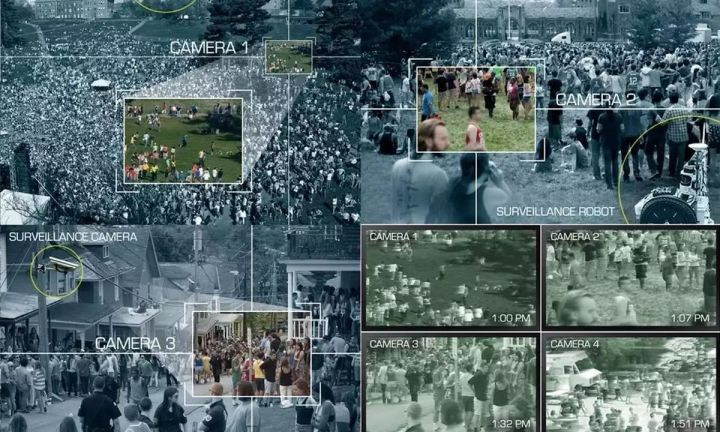 CAMERA 1
CAMERA 2
SURVEILLANCE ROBOT
SURVEILLANCE CAMERA
CAMERA 3
CAMERA 1
1:00 PM
CAMERA 2
1:07 PM
CAMERA 3
1:32 PM
CAMERA 4
1:51 PM